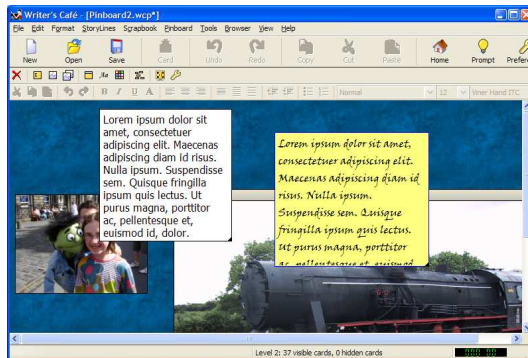 Writer's Café - [Pinboard2.wcp*]
File Edit Format StoryLines Scrapbook Pinboard Tools Browser View Help
New Open Save Card Undo Redo Copy Cut Paste Home Prompt Prefere
B I U A Normal 12 Viner Hand ITC
Lorem ipsum dolor sit
amet, consectetuer
adipiscing elit. Maecenas
adipiscing diam id risus.
Nulla ipsum. Suspendisse
sem. Quisque fringilla
ipsum quis lectus. Ut
purus magna, porttitor
ac, pellentesque et,
euismod id, dolor.
Lorem ipsum dolor sit amet,
consectetuer adipiscing elit.
Maecenas adipiscing diam id
risus. Nulla ipsum.
Suspendisse sem. Quisque
fringilla ipsum quis lectus.
Ut purus magna, porttitor
ac, pellentesque et, euismod
Level 2: 37 visible cards, 0 hidden cards